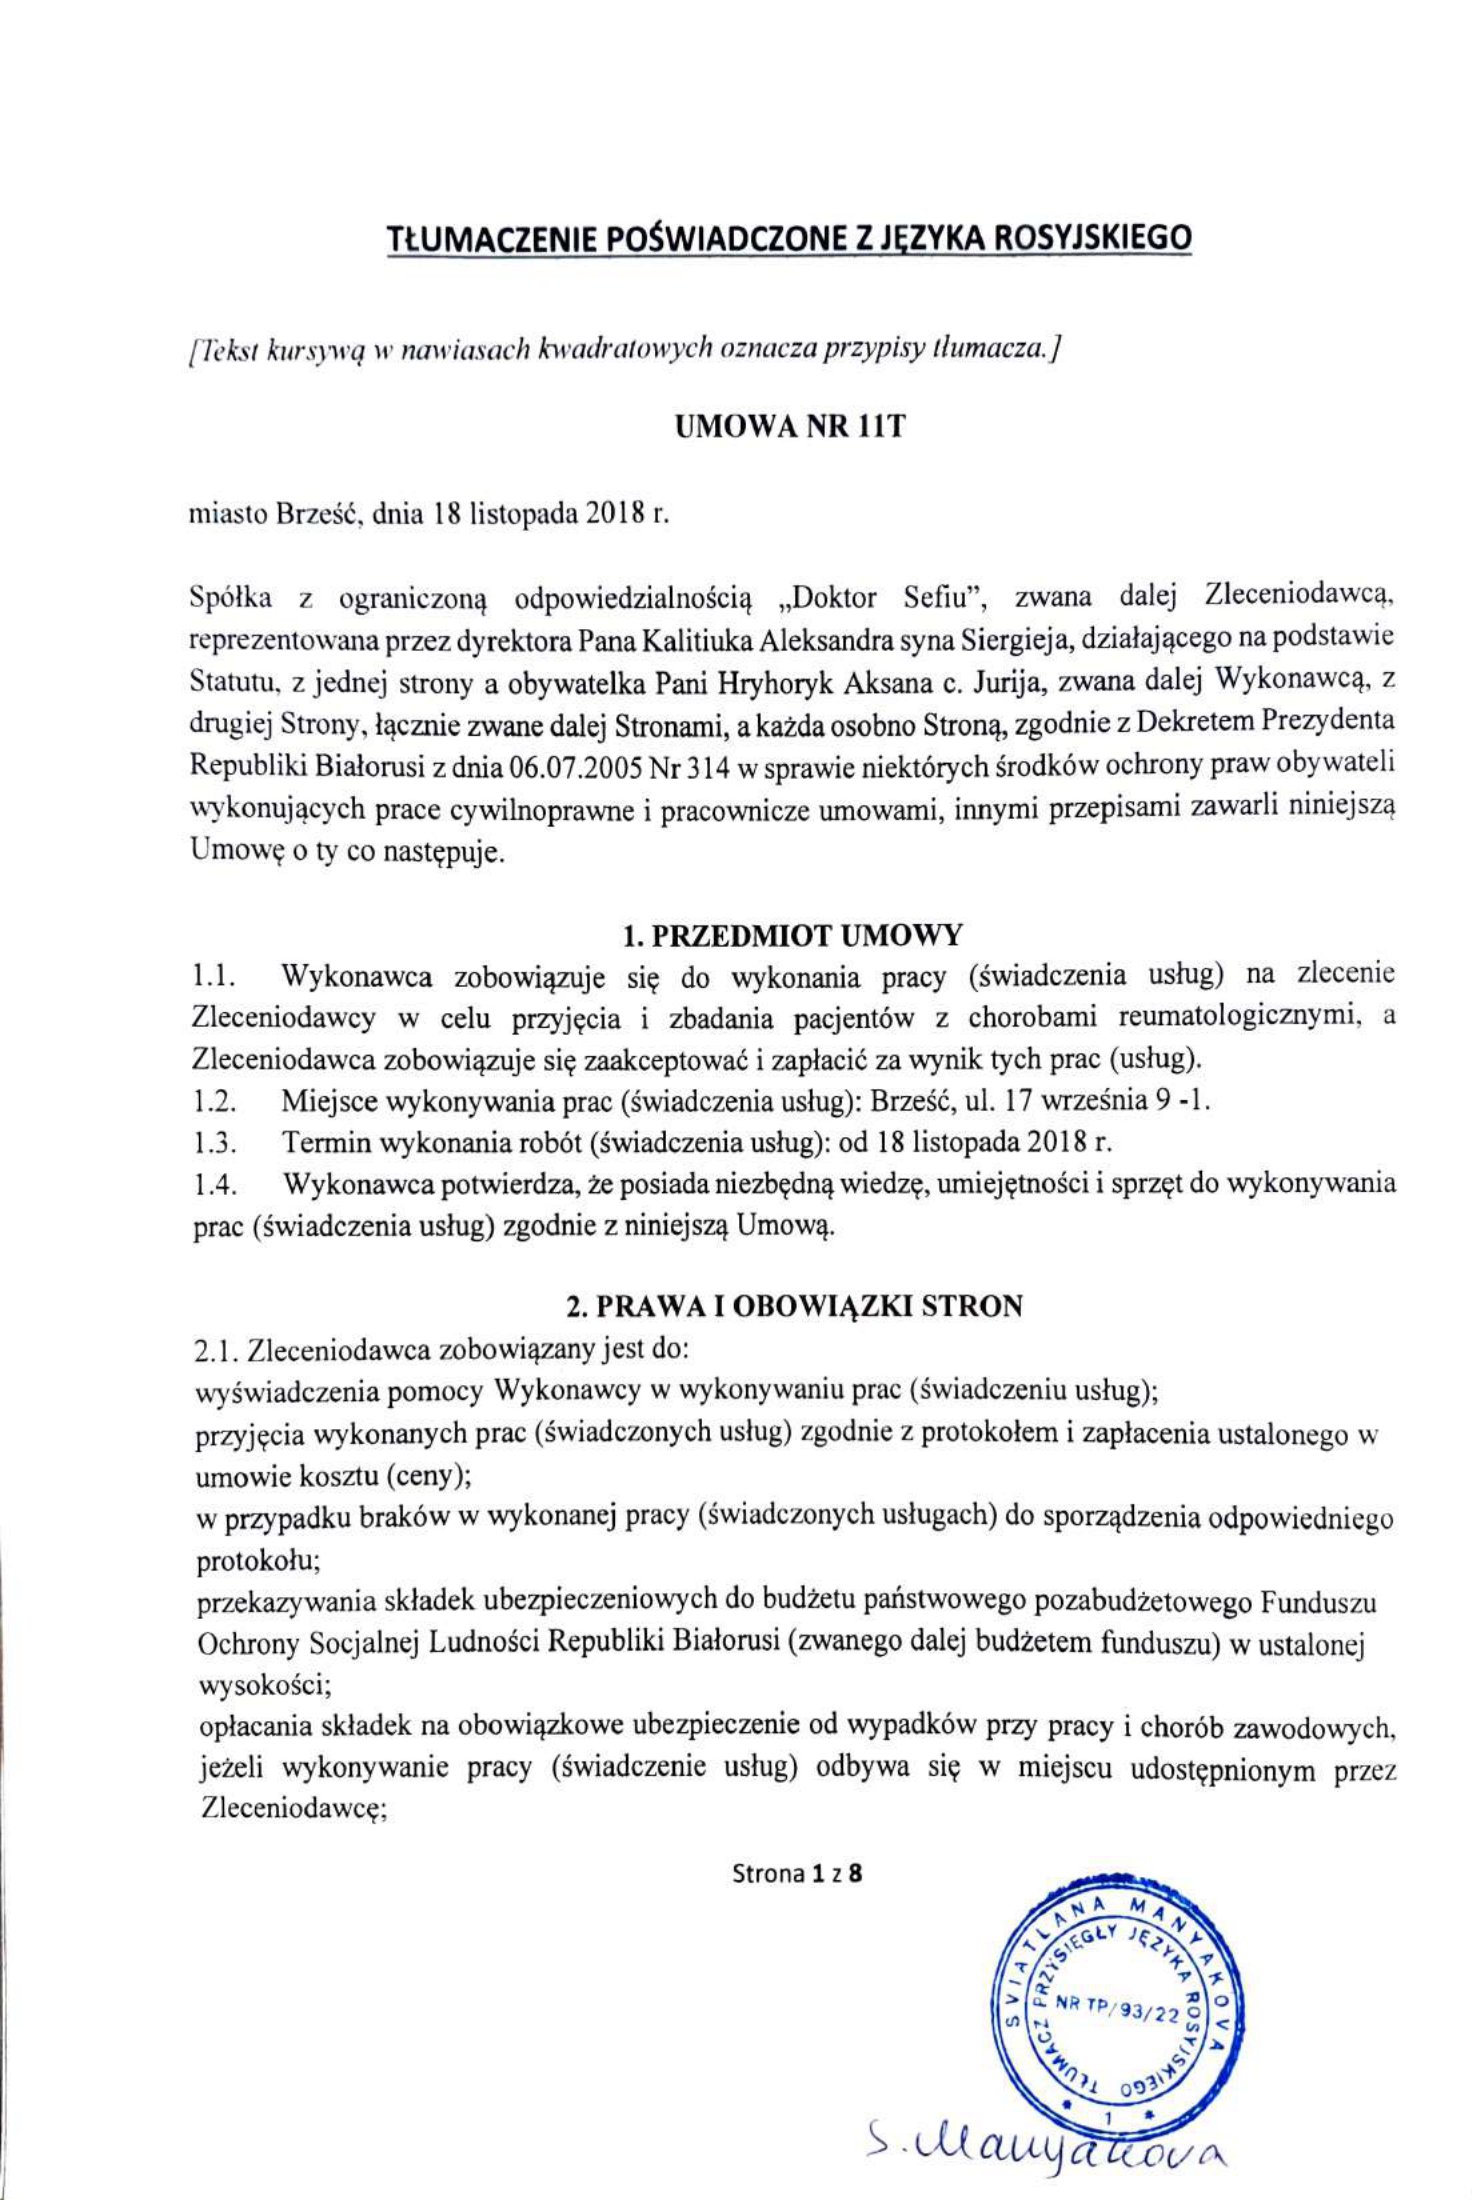 TŁUMACZENIE POŚWIADCZONE Z JĘZYKA ROSYJSKIEGO
[Tekst kursywą w nawiasach kwadratowych oznacza przypisy tłumacza.]
UMOWA NR 11T
miasto Brześć, dnia 18 listopada 2018 r.
Spółka z ograniczoną odpowiedzialnością „Doktor Sefiu”, zwana dalej Zleceniodawcą,
reprezentowana przez dyrektora Pana Kalitiuka Aleksandra syna Siergieja, działającego na podstawie
Statutu, z jednej strony a obywatelka Pani Hryhoryk Aksana c. Jurija, zwana dalej Wykonawcą, z
drugiej Strony, łącznie zwane dalej Stronami, a każda osobno Stroną, zgodnie z Dekretem Prezydenta
Republiki Białorusi z dnia 06.07.2005 Nr 314 w sprawie niektórych środków ochrony praw obywateli
wykonujących prace cywilnoprawne i pracownicze umowami, innymi przepisami zawarli niniejszą
Umowę o ty co następuje.
1. PRZEDMIOT UMOWY
1.1. Wykonawca zobowiązuje się do wykonania pracy (świadczenia usług) na zlecenie
Zleceniodawcy w celu przyjęcia i zbadania pacjentów z chorobami reumatologicznymi, a
Zleceniodawca zobowiązuje się zaakceptować i zapłacić za wynik tych prac (usług).
1.2. Miejsce wykonywania prac (świadczenia usług): Brześć, ul. 17 września 9 -1.
1.3. Termin wykonania robót (świadczenia usług): od 18 listopada 2018 r.
1.4. Wykonawca potwierdza, że posiada niezbędną wiedzę, umiejętności i sprzęt do wykonywania
prac (świadczenia usług) zgodnie z niniejszą Umową.
2. PRAWA I OBOWIĄZKI STRON
2.1. Zleceniodawca zobowiązany jest do:
wyświadczenia pomocy Wykonawcy w wykonywaniu prac (świadczeniu usług);
przyjęcia wykonanych prac (świadczonych usług) zgodnie z protokołem i zapłacenia ustalonego w
umowie kosztu (ceny);
w przypadku braków w wykonanej pracy (świadczonych usługach) do sporządzenia odpowiedniego
protokołu;
przekazywania składek ubezpieczeniowych do budżetu państwowego pozabudżetowego Funduszu
Ochrony Socjalnej Ludności Republiki Białorusi (zwanego dalej budżetem funduszu) w ustalonej
wysokości;
opłacania składek na obowiązkowe ubezpieczenie od wypadków przy pracy i chorób zawodowych,
jeżeli wykonywanie pracy (świadczenie usług) odbywa się w miejscu udostępnionym przez
Zleceniodawcę;
Strona 1 z 8
SVIATLANA MANYAKOVA
TŁUMACZ PRZYSIĘGŁY JĘZYKA ROSYJSKIEGO
NR TP/93/22
* 1 *
S. Manyakova